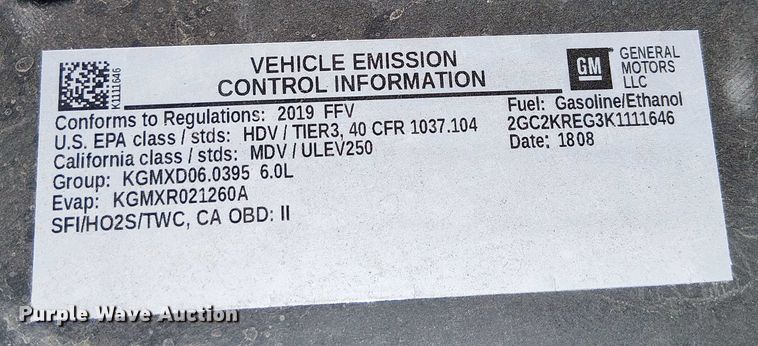 VEHICLE EMISSION
CONTROL INFORMATION
K1111646
GM
GENERAL
MOTORS
LLC
Conforms to Regulations: 2019 FFV
U.S. EPA class / stds: HDV / TIER3, 40 CFR 1037.104
California class / stds: MDV / ULEV250
Group: KGMXD06.0395 6.0L
Evap: KGMXR021260A
SFI/HO2S/TWC, CA OBD: II
Fuel: Gasoline/Ethanol
2GC2KREG3K1111646
Date: 1808
Purple Wave Auction